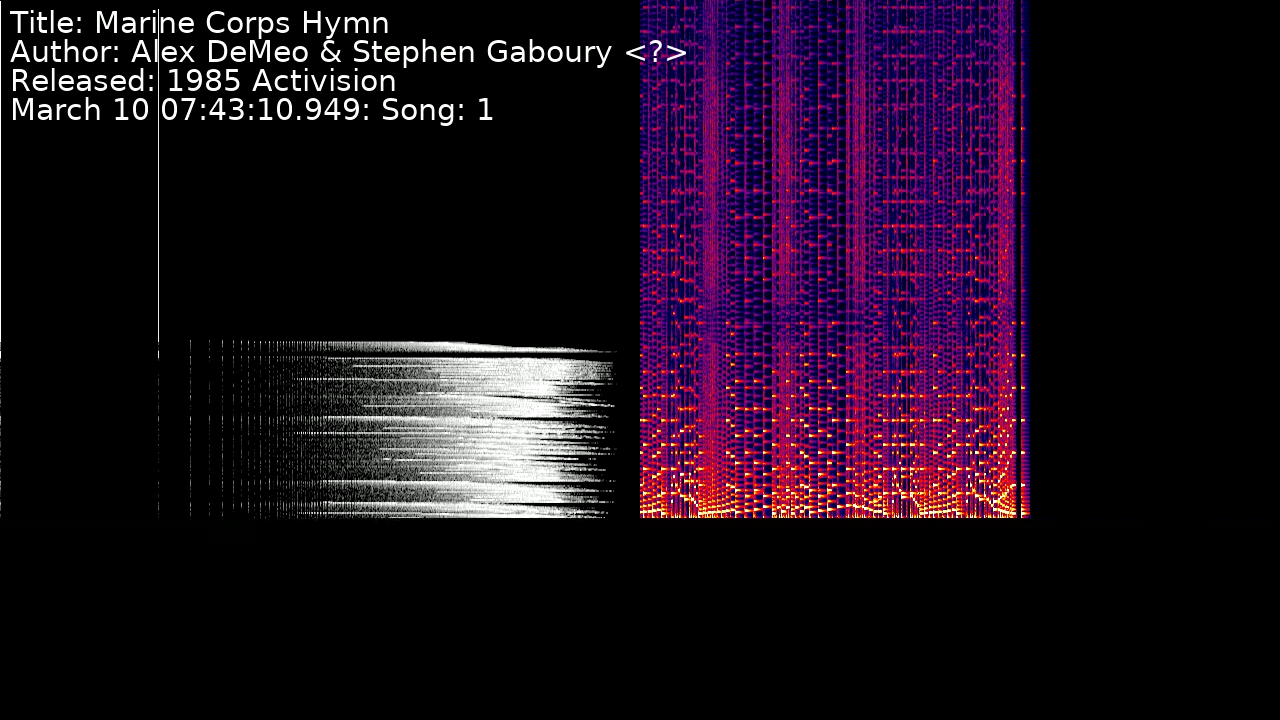 Title: Marine Corps Hymn
Author: Alex DeMeo & Stephen Gaboury <?>
Released: 1985 Activision
March 10 07:43:10.949: Song: 1